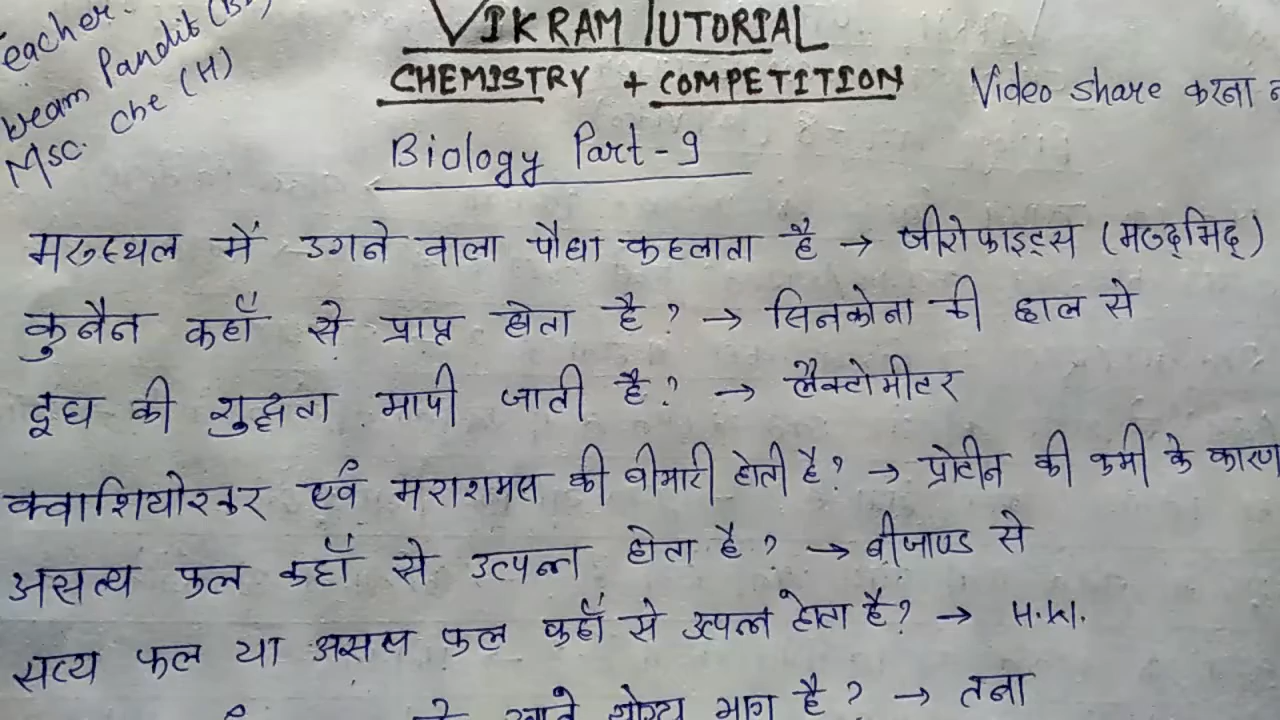 Teacher.
Pandit
Msc. Che (H)
VIKRAM TUTORIAL
CHEMISTRY + COMPETITION
Video share करना
Biology Part-9
मरुस्थल में उगने वाला पौधा कहलाता है → जीरोफाइट्स (मरुद्भिद्)
कुनैन कहाँ से प्राप्त होता है? → सिनकोना की छाल से
दूध की शुद्धता मापी जाती है? → लैक्टोमीटर
क्वाशियोरकर एवं मराशमस की बीमारी होती है? → प्रोटीन की कमी के कारण
असत्य फल कहाँ से उत्पन्न होता है? → बीजाण्ड से
सत्य फल या असल फल कहाँ से उत्पन्न होता है? → H.W.
खाने योग्य भाग है? → तना